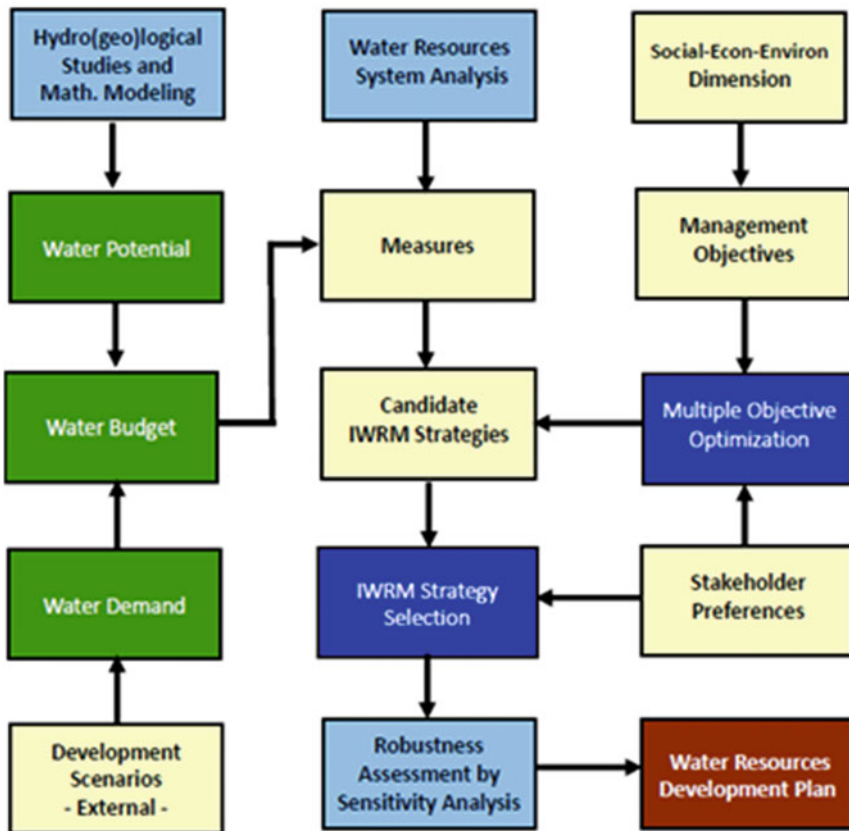 Hydro(geo)logical
Studies and
Math. Modeling
Water Resources
System Analysis
Social-Econ-Environ
Dimension
Water Potential
Measures
Management
Objectives
Water Budget
Candidate
IWRM Strategies
Multiple Objective
Optimization
Water Demand
IWRM Strategy
Selection
Stakeholder
Preferences
Development
Scenarios
- External -
Robustness
Assessment by
Sensitivity Analysis
Water Resources
Development Plan